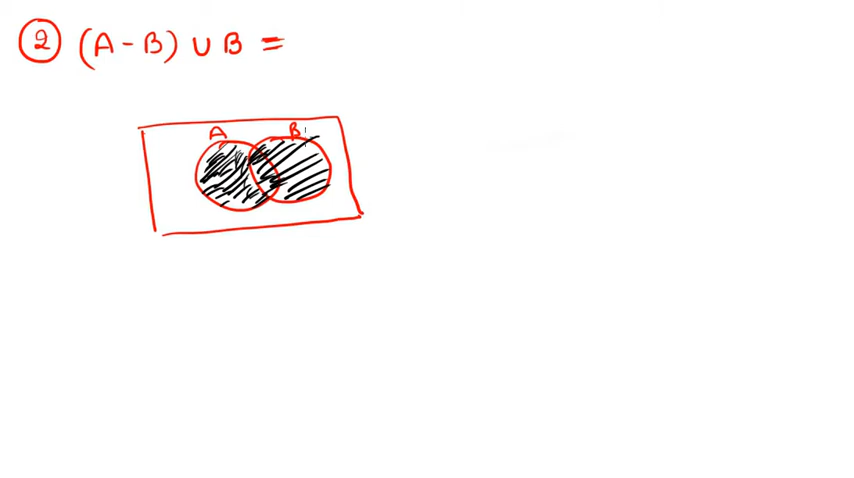 ② (A - B) ∪ B =
A B